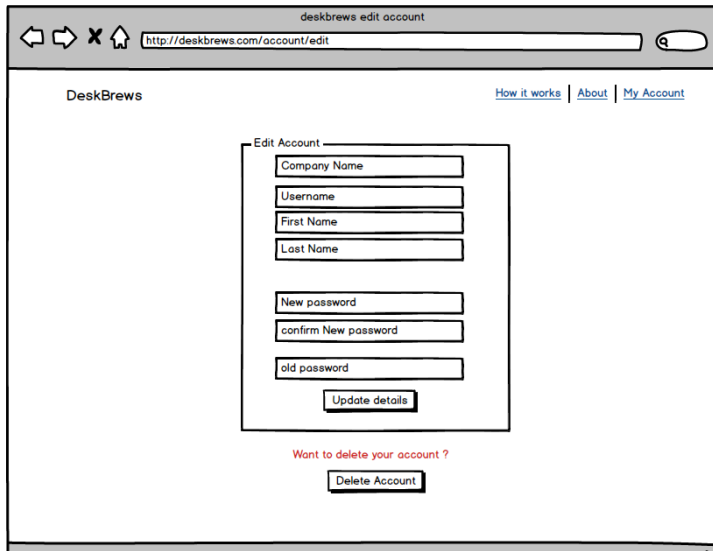 deskbrews edit account
http://deskbrews.com/account/edit
DeskBrews
How it works | About | My Account
Edit Account
Company Name
Username
First Name
Last Name
New password
confirm New password
old password
Update details
Want to delete your account ?
Delete Account